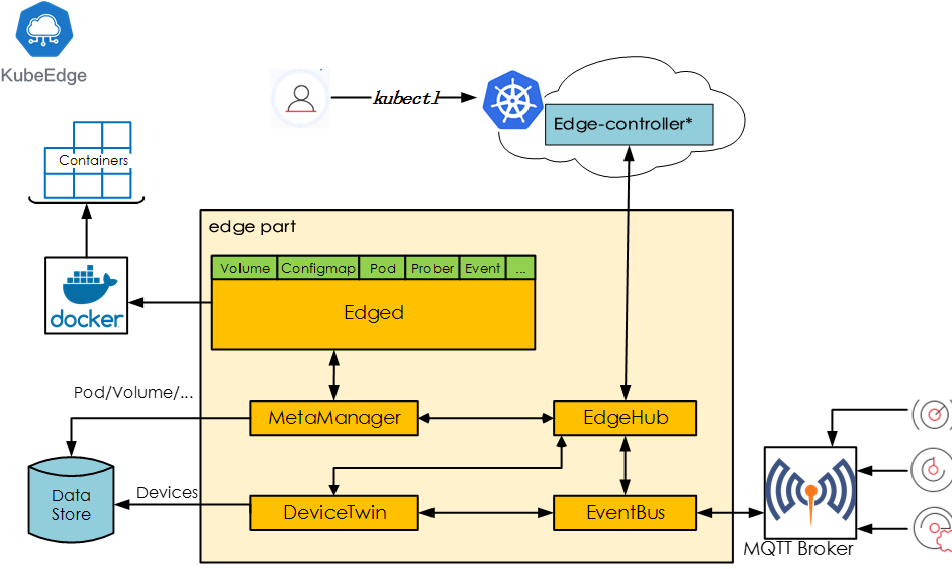 KubeEdge
kubectl
Edge-controller*
Containers
edge part
Volume
Configmap
Pod
Prober
Event
...
Edged
docker
Pod/Volume/...
MetaManager
EdgeHub
Data
Store
Devices
DeviceTwin
EventBus
MQTT Broker